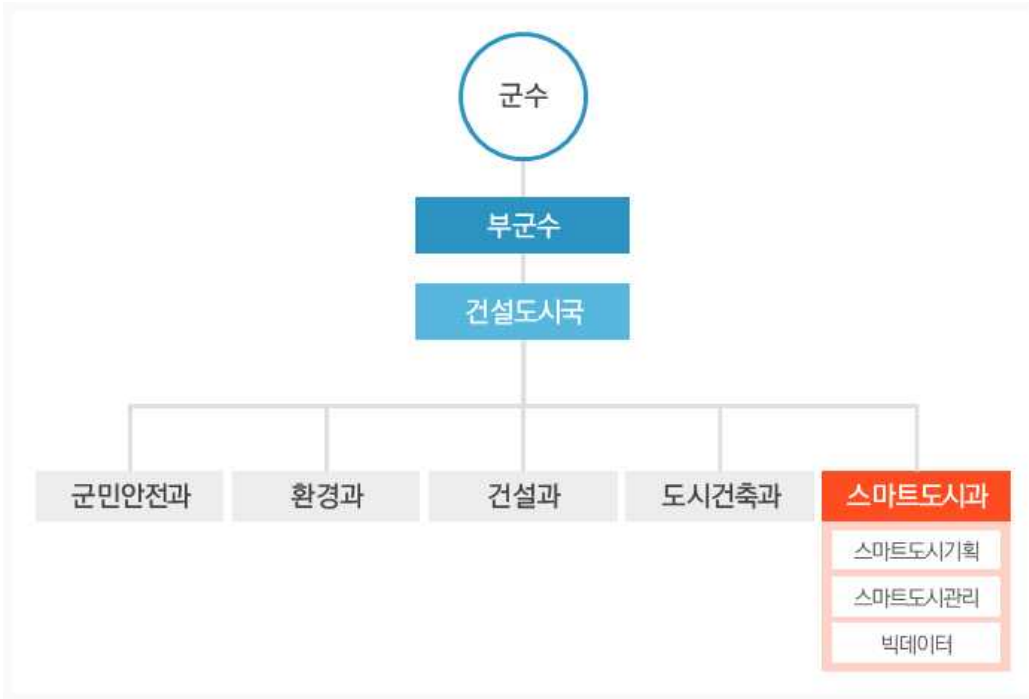 군수
부군수
건설도시국
군민안전과
환경과
건설과
도시건축과
스마트도시과
스마트도시기획
스마트도시관리
빅데이터